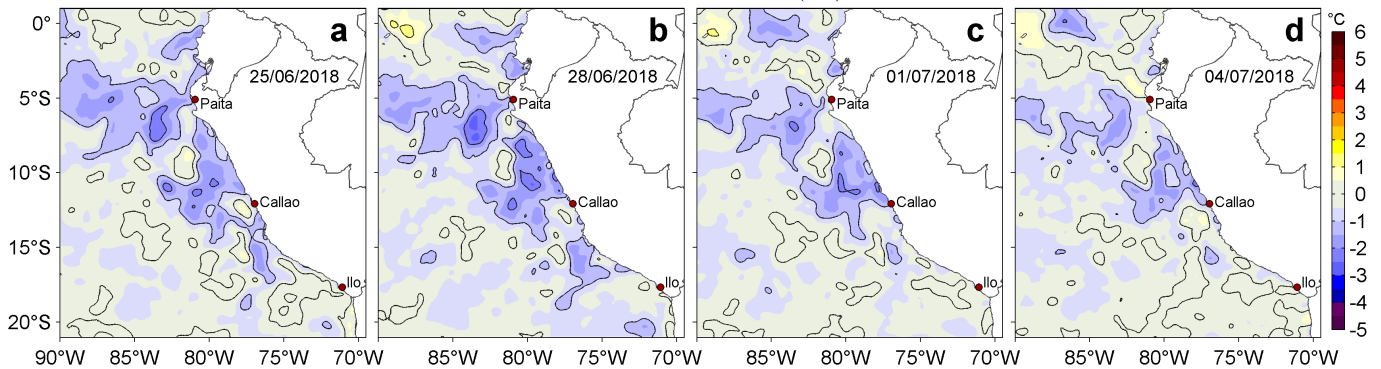 a b c d
°C
25/06/2018 28/06/2018 01/07/2018 04/07/2018
0°
5°S
10°S
15°S
20°S
Paita Paita Paita Paita
Callao Callao Callao Callao
Ilo Ilo Ilo Ilo
6
5
4
3
2
1
0
-1
-2
-3
-4
-5
90°W 85°W 80°W 75°W 70°W 85°W 80°W 75°W 70°W 85°W 80°W 75°W 70°W 85°W 80°W 75°W 70°W